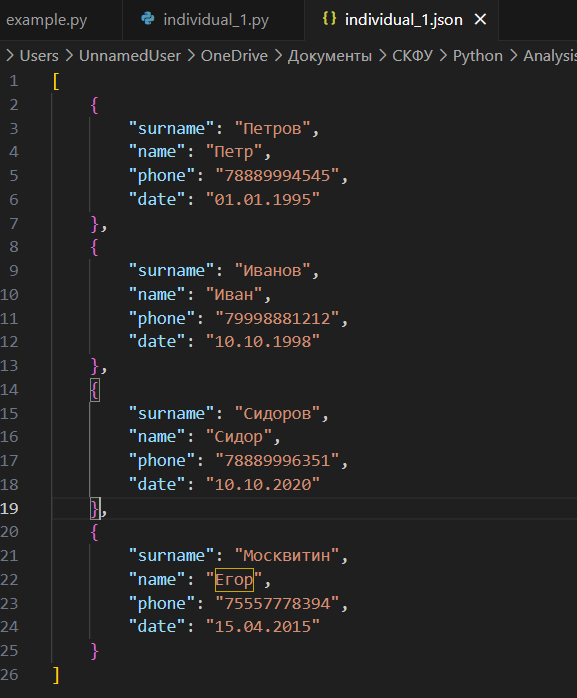 example.py individual_1.py {} individual_1.json ×
> Users > UnnamedUser > OneDrive > Документы > СКФУ > Python > Analysis
1 [
2 {
3 "surname": "Петров",
4 "name": "Петр",
5 "phone": "78889994545",
6 "date": "01.01.1995"
7 },
8 {
9 "surname": "Иванов",
10 "name": "Иван",
11 "phone": "79998881212",
12 "date": "10.10.1998"
13 },
14 {
15 "surname": "Сидоров",
16 "name": "Сидор",
17 "phone": "78889996351",
18 "date": "10.10.2020"
19 },
20 {
21 "surname": "Москвитин",
22 "name": "Егор",
23 "phone": "75557778394",
24 "date": "15.04.2015"
25 }
26 ]